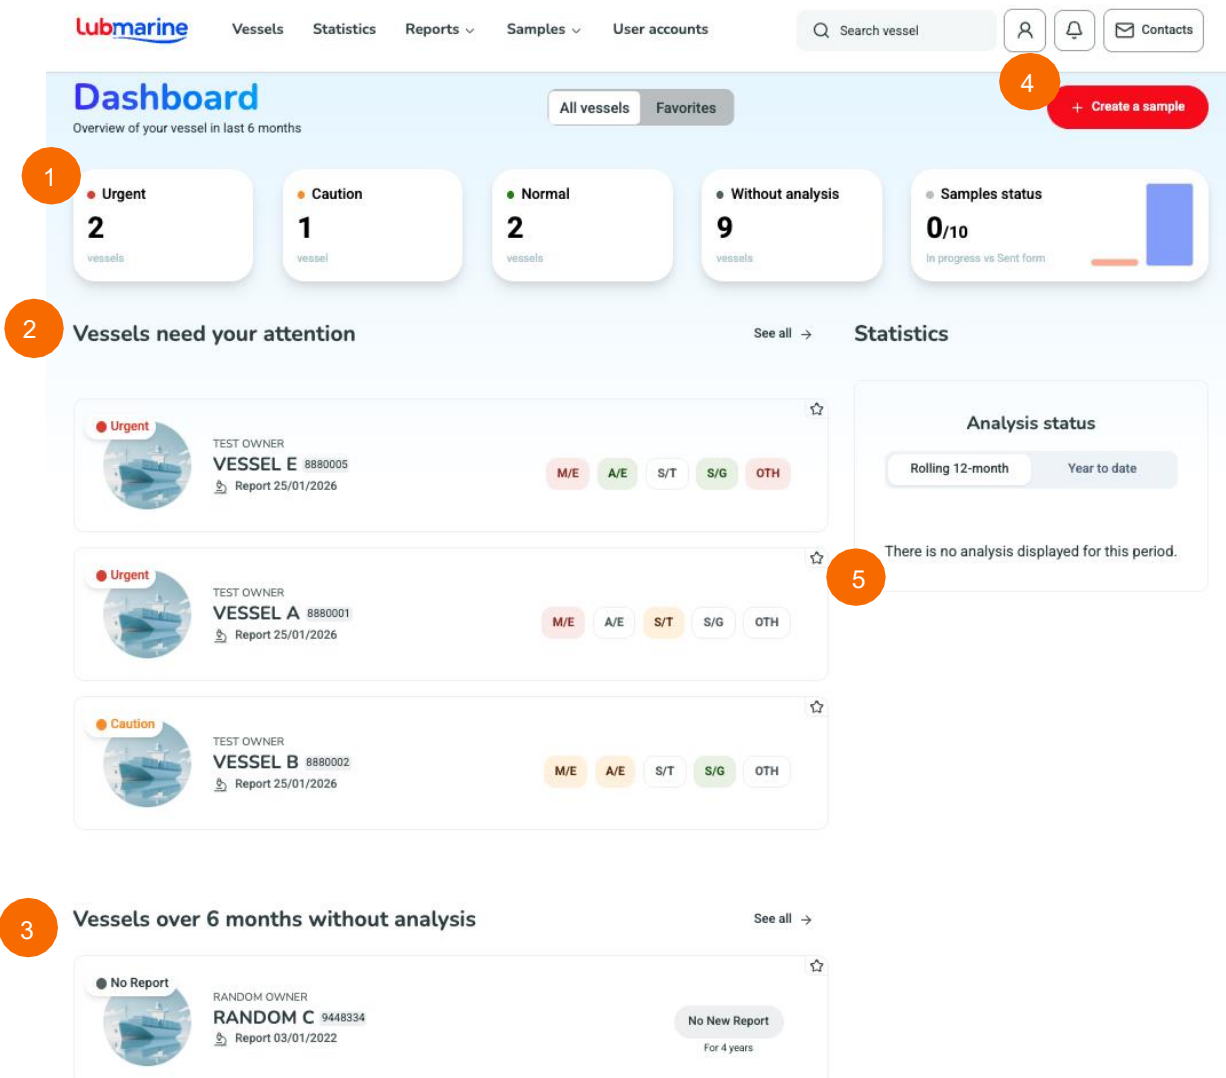 Lubmarine
Vessels Statistics Reports Samples User accounts Search vessel Contacts
4
Dashboard
Overview of your vessel in last 6 months
All vessels Favorites
+ Create a sample
1
Urgent
2
vessels
Caution
1
vessel
Normal
2
vessels
Without analysis
9
vessels
Samples status
0/10
In progress vs Sent form
2
Vessels need your attention
See all →
Urgent
TEST OWNER
VESSEL E 8880005
Report 25/01/2026
M/E A/E S/T S/G OTH
Urgent
TEST OWNER
VESSEL A 8880001
Report 25/01/2026
M/E A/E S/T S/G OTH
Caution
TEST OWNER
VESSEL B 8880002
Report 25/01/2026
M/E A/E S/T S/G OTH
Statistics
Analysis status
Rolling 12-month Year to date
There is no analysis displayed for this period.
5
3
Vessels over 6 months without analysis
See all →
No Report
RANDOM OWNER
RANDOM C 9448334
Report 03/01/2022
No New Report
For 4 years